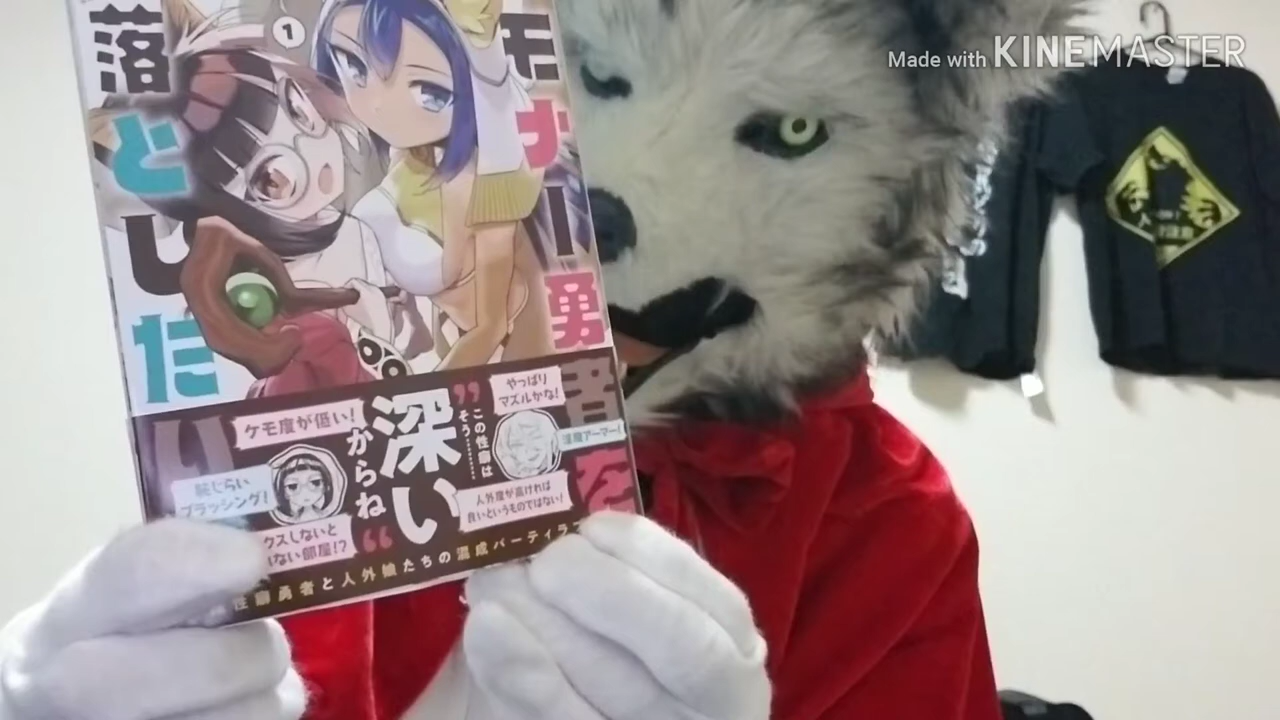 Made with KINEMASTER
1
モナー勇者を
落とした
ケモ度が低い!
恥じらい
ブラッシング!
クスしないと
ない部屋!?
"この性癖は
そう………
深い
からね"
やっぱり
マズルかな!
淫魔アーマー!
人外度が高ければ
良いというものではない!
性癖勇者と人外娘たちの混成パーティラブ